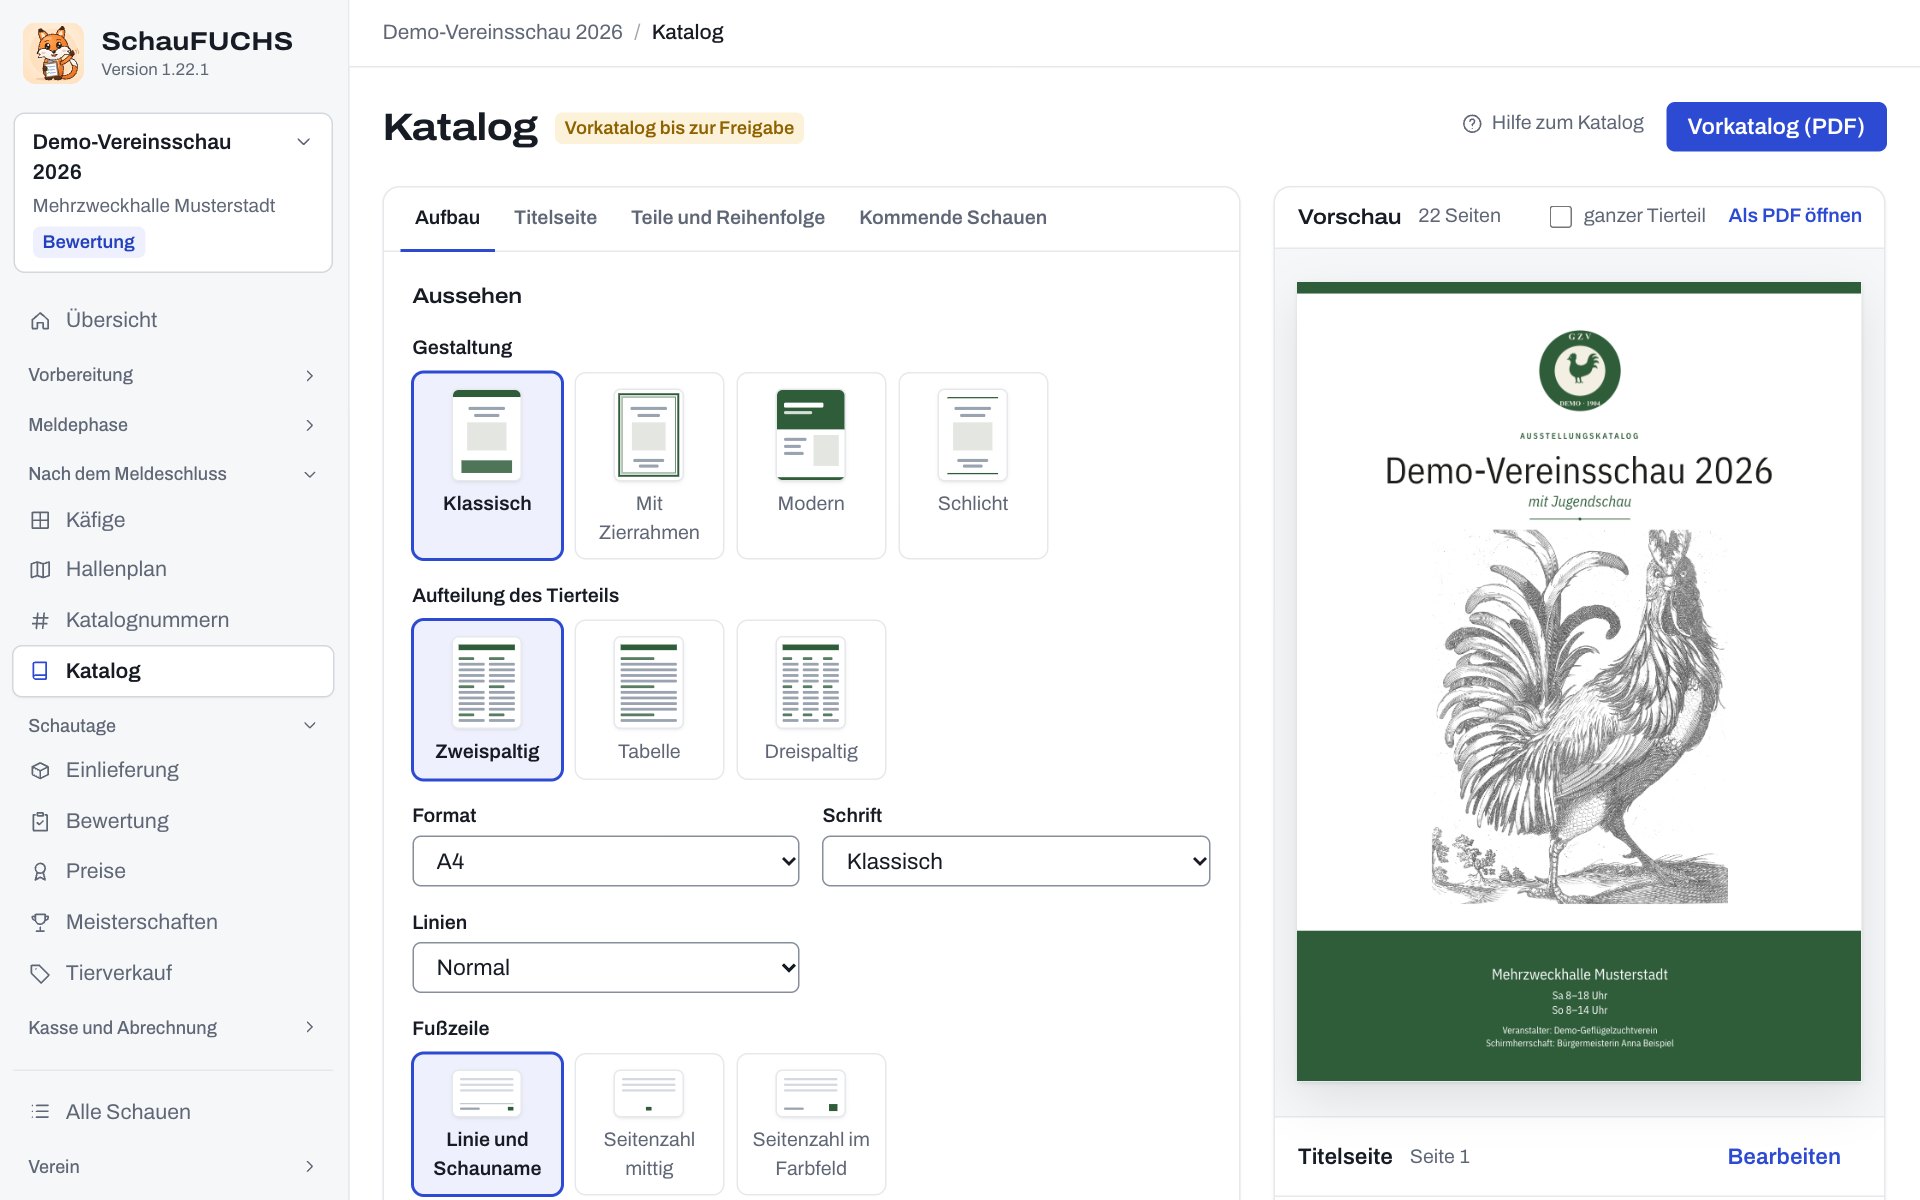 SchauFUCHS
Version 1.22.1
Demo-Vereinsschau
2026
Mehrzweckhalle Musterstadt
Bewertung
Übersicht
Vorbereitung
Meldephase
Nach dem Meldeschluss
Käfige
Hallenplan
Katalognummern
Katalog
Schautage
Einlieferung
Bewertung
Preise
Meisterschaften
Tierverkauf
Kasse und Abrechnung
Alle Schauen
Verein
Demo-Vereinsschau 2026 / Katalog
Katalog
Vorkatalog bis zur Freigabe
Hilfe zum Katalog
Vorkatalog (PDF)
Aufbau Titelseite Teile und Reihenfolge Kommende Schauen
Aussehen
Gestaltung
Klassisch
Mit
Zierrahmen
Modern
Schlicht
Aufteilung des Tierteils
Zweispaltig
Tabelle
Dreispaltig
Format
A4
Schrift
Klassisch
Linien
Normal
Fußzeile
Linie und
Schauname
Seitenzahl
mittig
Seitenzahl im
Farbfeld
Vorschau 22 Seiten ganzer Tierteil Als PDF öffnen
GZV
DEMO · 1904
AUSSTELLUNGSKATALOG
Demo-Vereinsschau 2026
mit Jugendschau
Mehrzweckhalle Musterstadt
Sa 8–18 Uhr
So 8–14 Uhr
Veranstalter: Demo-Geflügelzuchtverein
Schirmherrschaft: Bürgermeisterin Anna Beispiel
Titelseite Seite 1 Bearbeiten